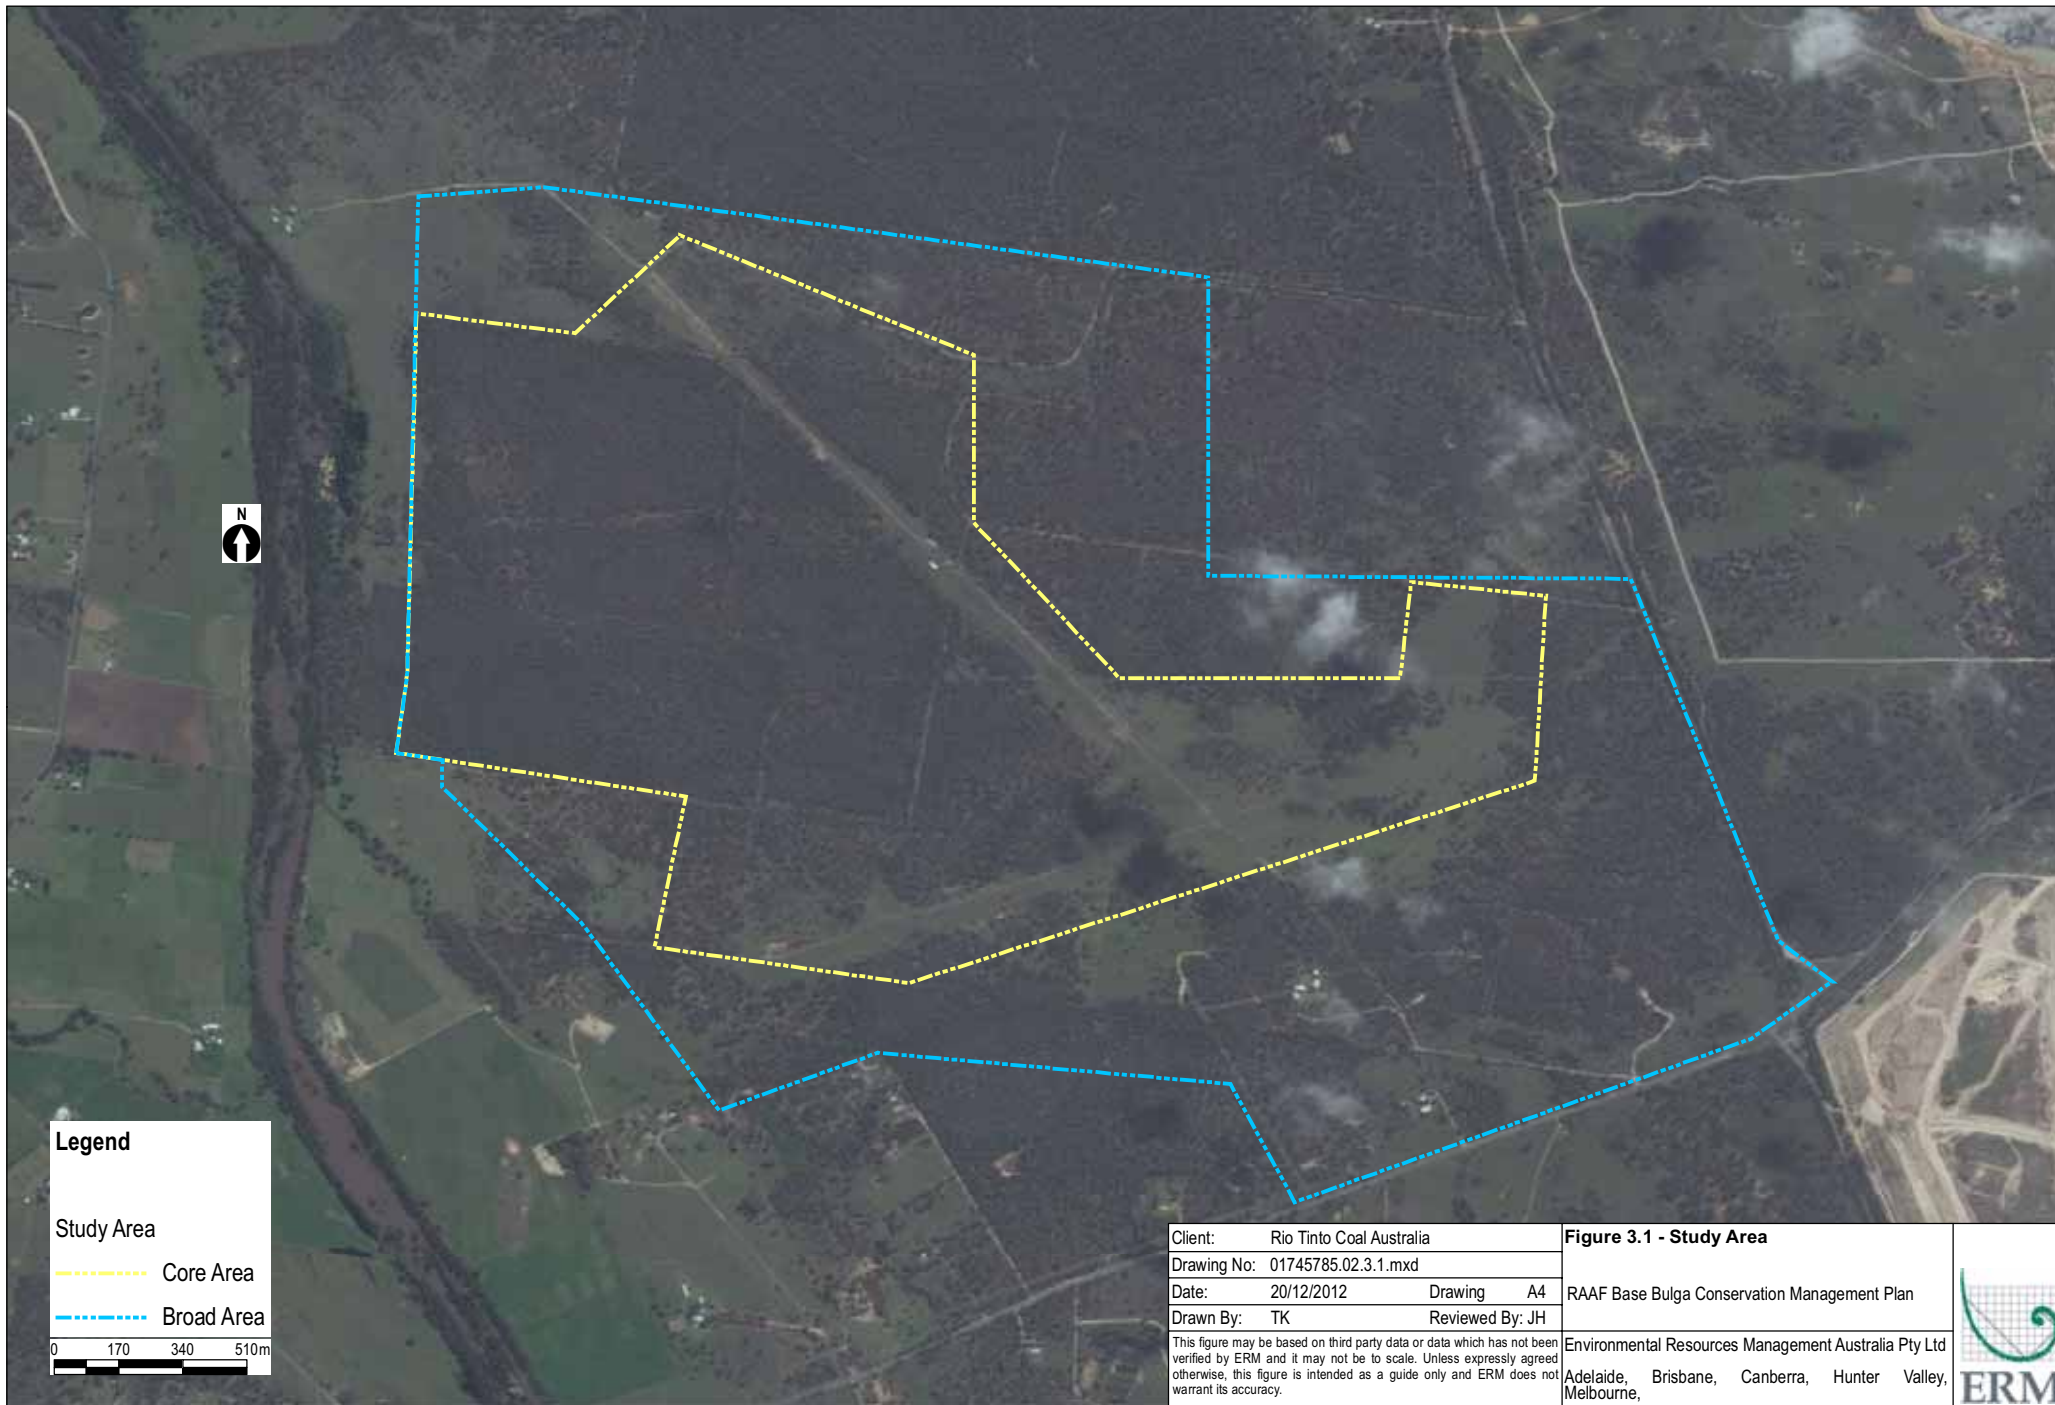 N
Legend
Study Area
Core Area
Broad Area
0 170 340 510m
Client: Rio Tinto Coal Australia
Drawing No: 01745785.02.3.1.mxd
Date: 20/12/2012 Drawing A4
Drawn By: TK Reviewed By: JH
This figure may be based on third party data or data which has not been
verified by ERM and it may not be to scale. Unless expressly agreed
otherwise, this figure is intended as a guide only and ERM does not
warrant its accuracy.
Figure 3.1 - Study Area
RAAF Base Bulga Conservation Management Plan
Environmental Resources Management Australia Pty Ltd
Adelaide, Brisbane, Canberra, Hunter Valley,
Melbourne,
ERM